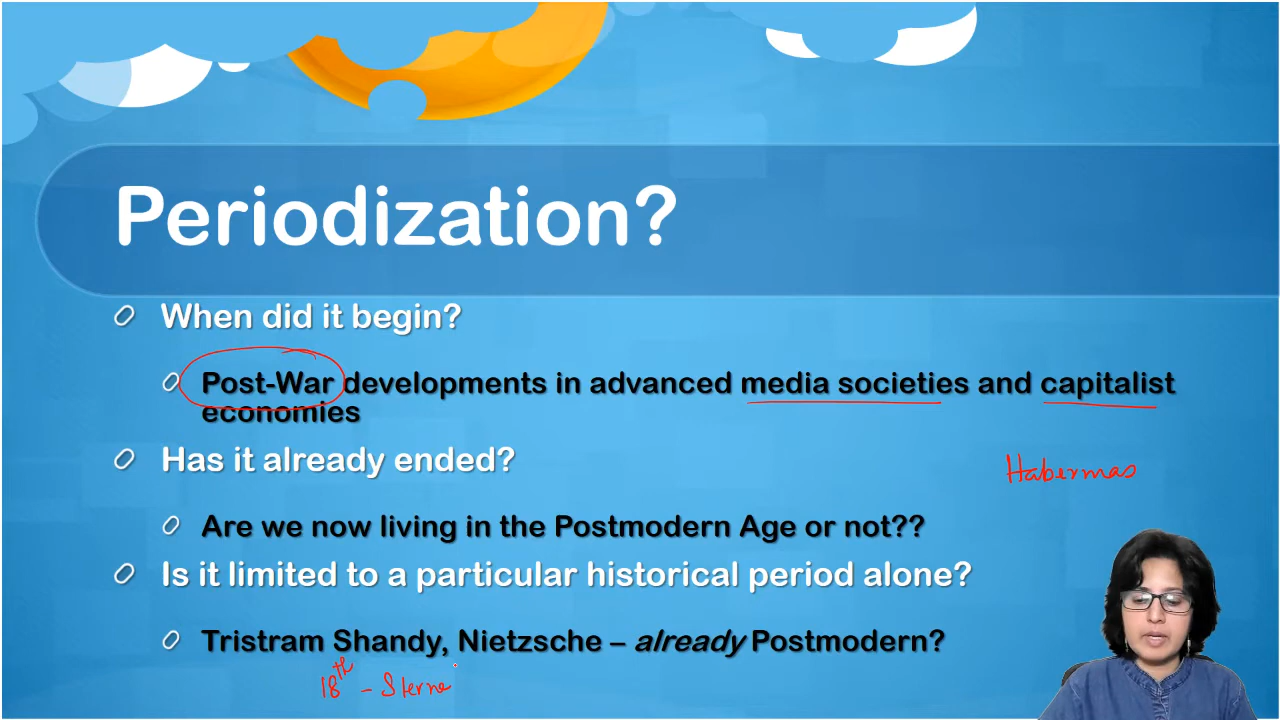 Periodization?
When did it begin?
Post-War developments in advanced media societies and capitalist
economies
Has it already ended?
Habermas
Are we now living in the Postmodern Age or not??
Is it limited to a particular historical period alone?
Tristram Shandy, Nietzsche – already Postmodern?
18th – Sterne